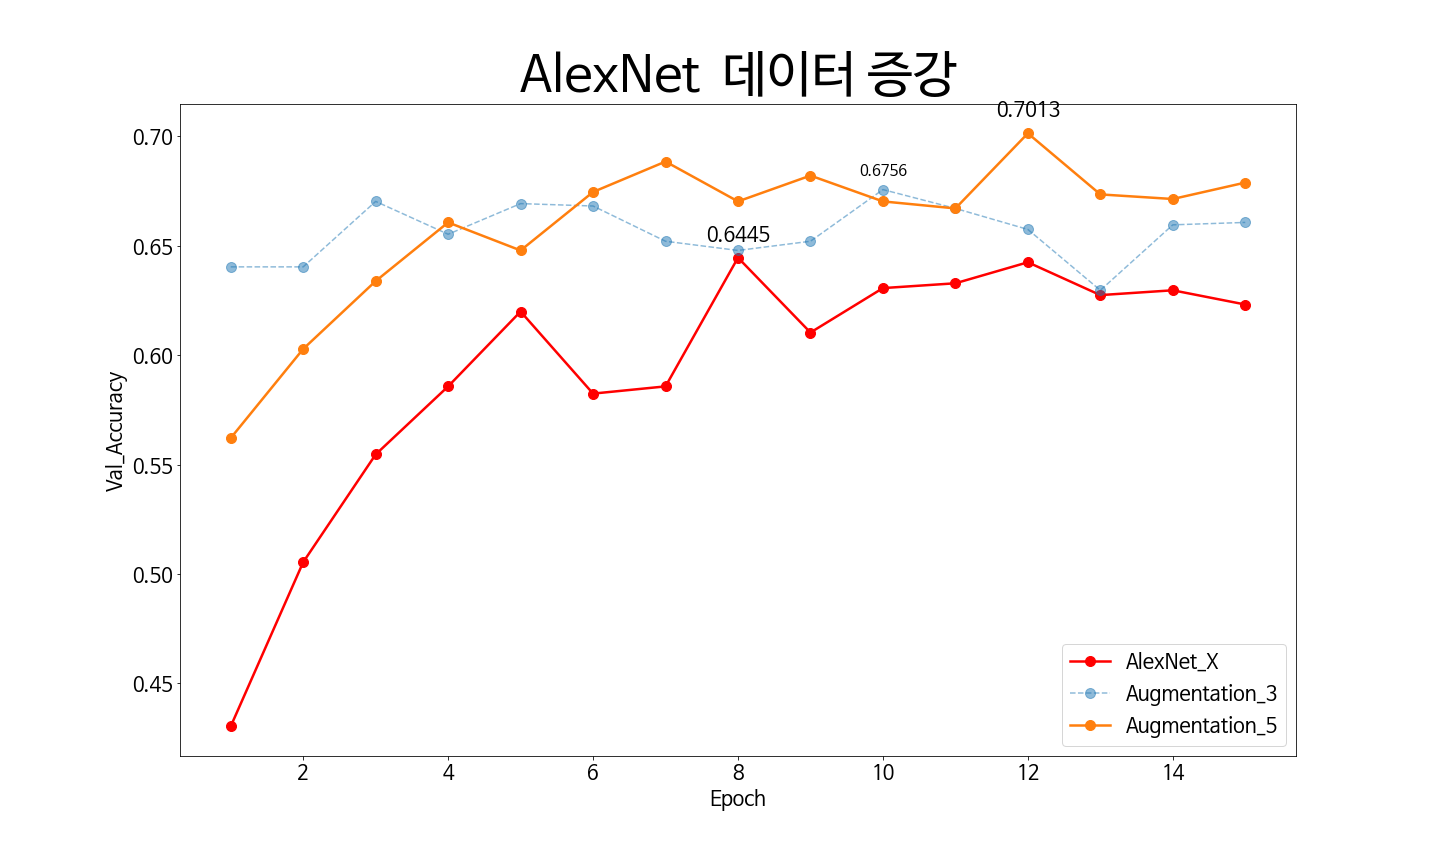 AlexNet 데이터 증강
0.7013
0.6756
0.6445
Val_Accuracy
0.70
0.65
0.60
0.55
0.50
0.45
2 4 6 8 10 12 14
Epoch
AlexNet_X
Augmentation_3
Augmentation_5